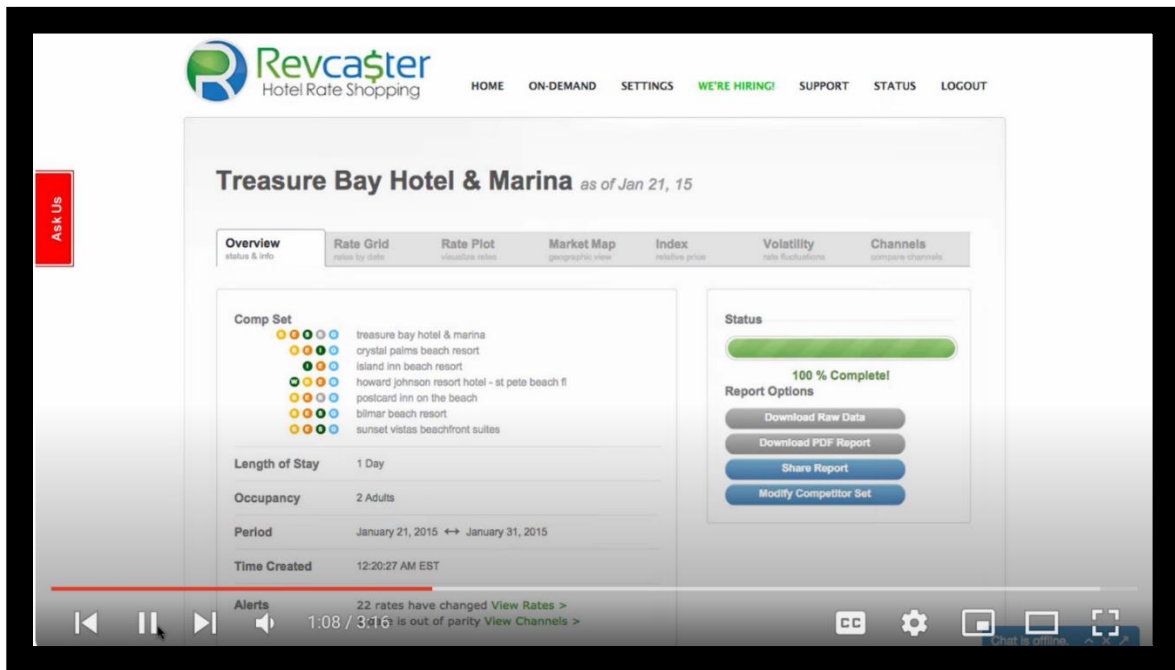 Revca$ter
Hotel Rate Shopping
HOME ON-DEMAND SETTINGS WE'RE HIRING! SUPPORT STATUS LOGOUT
Ask Us
Treasure Bay Hotel & Marina as of Jan 21, 15
Overview Rate Grid Rate Plot Market Map Index Volatility Channels
status & info rates by date visualize rates geographic view relative price rate fluctuations compare channels
Comp Set
treasure bay hotel & marina
crystal palms beach resort
island inn beach resort
howard johnson resort hotel - st pete beach fl
postcard inn on the beach
bilmar beach resort
sunset vistas beachfront suites
Length of Stay 1 Day
Occupancy 2 Adults
Period January 21, 2015 ↔ January 31, 2015
Time Created 12:20:27 AM EST
Alerts 22 rates have changed View Rates >
is out of parity View Channels >
Status
100 % Complete!
Report Options
Download Raw Data
Download PDF Report
Share Report
Modify Competitor Set
1:08 / 3:16
CC
Chat is offline.